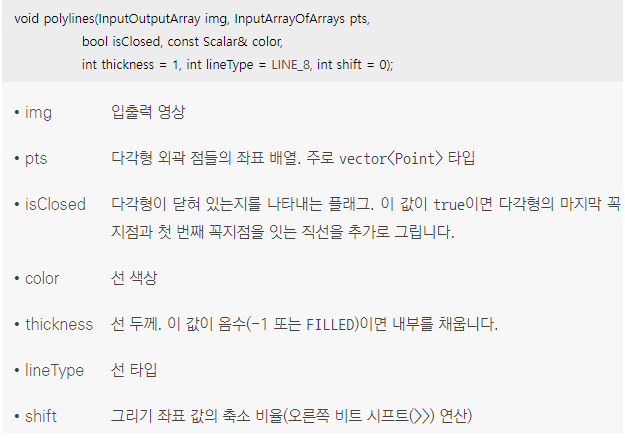 void polylines(InputOutputArray img, InputArrayOfArrays pts,
bool isClosed, const Scalar& color,
int thickness = 1, int lineType = LINE_8, int shift = 0);
• img 입출력 영상
• pts 다각형 외곽 점들의 좌표 배열. 주로 vector<Point> 타입
• isClosed 다각형이 닫혀 있는지를 나타내는 플래그. 이 값이 true이면 다각형의 마지막 꼭
지점과 첫 번째 꼭지점을 잇는 직선을 추가로 그립니다.
• color 선 색상
• thickness 선 두께. 이 값이 음수(-1 또는 FILLED)이면 내부를 채웁니다.
• lineType 선 타입
• shift 그리기 좌표 값의 축소 비율(오른쪽 비트 시프트(>>) 연산)